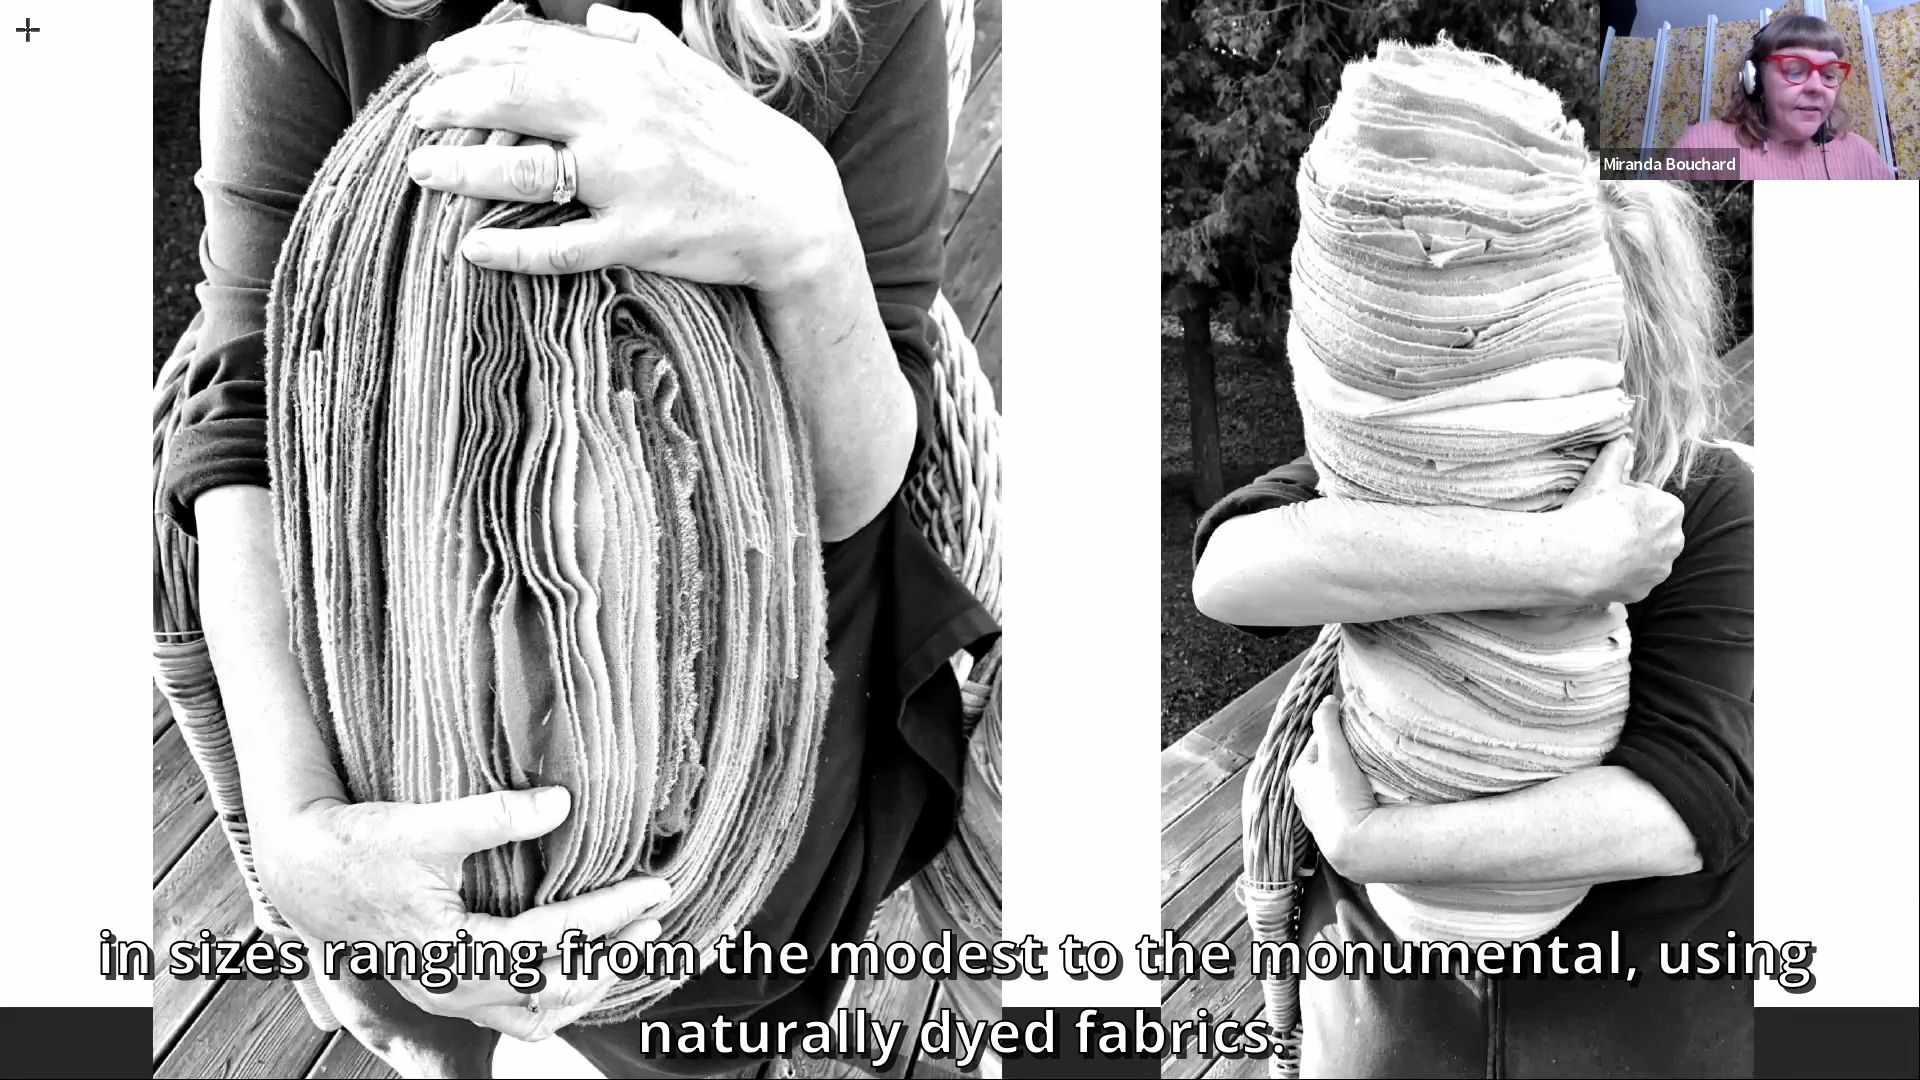 Miranda Bouchard
in sizes ranging from the modest to the monumental, using
naturally dyed fabrics.